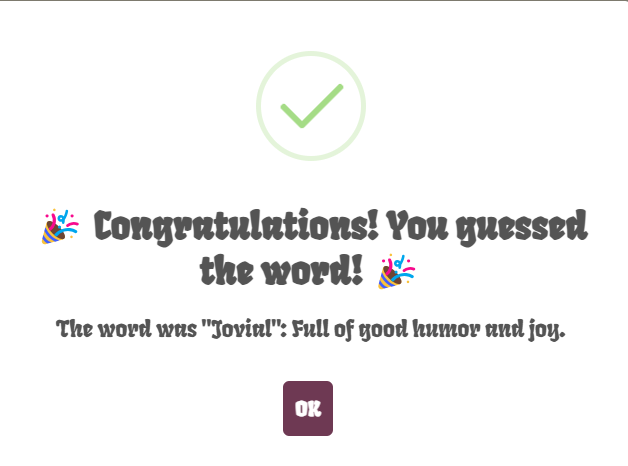 🎉 Congratulations! You guessed
the word! 🎉
The word was "Jovial": Full of good humor and joy.
OK